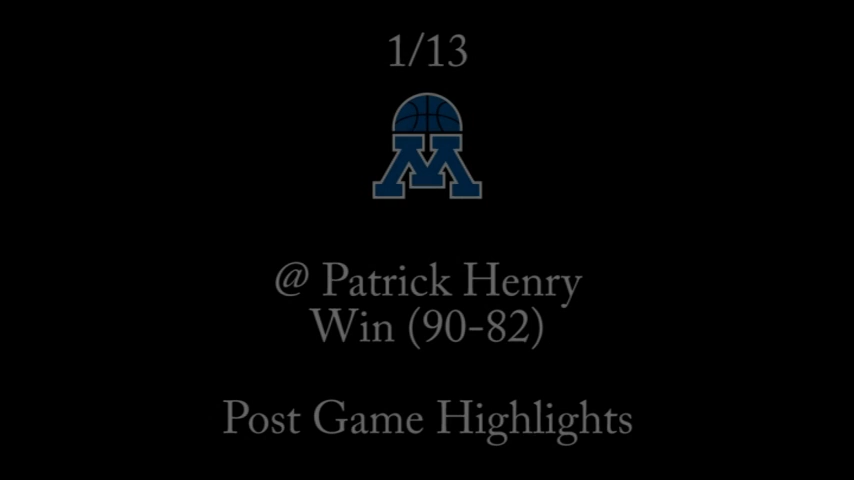 1/13
M
@ Patrick Henry
Win (90-82)
Post Game Highlights